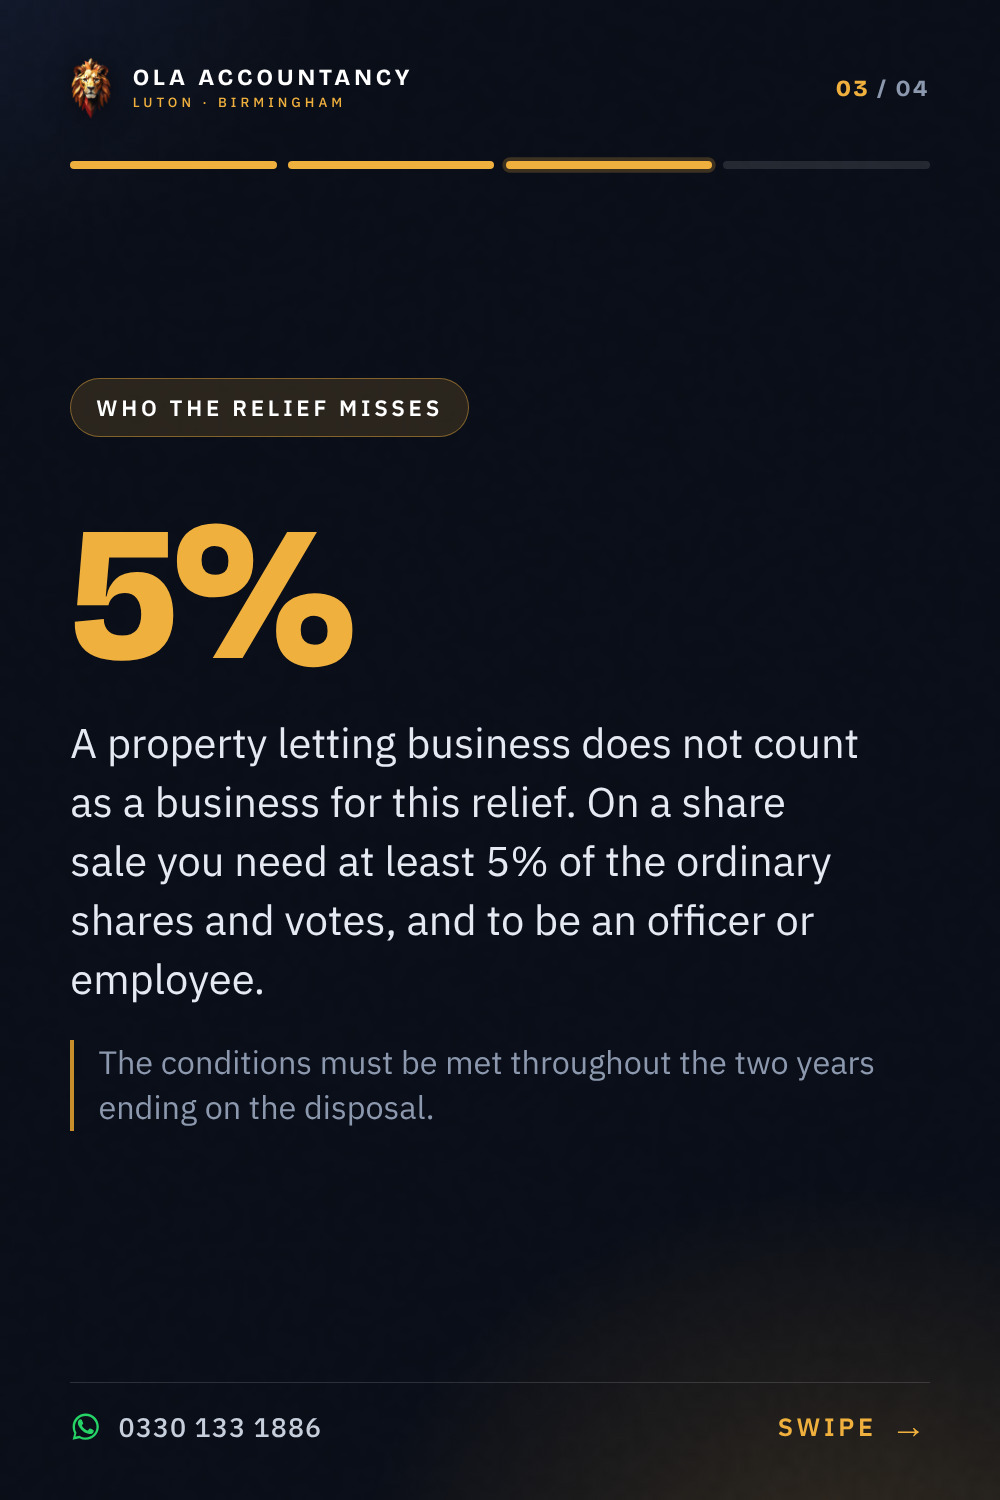 OLA ACCOUNTANCY
LUTON · BIRMINGHAM
03 / 04
WHO THE RELIEF MISSES
5%
A property letting business does not count
as a business for this relief. On a share
sale you need at least 5% of the ordinary
shares and votes, and to be an officer or
employee.
The conditions must be met throughout the two years
ending on the disposal.
0330 133 1886
SWIPE →